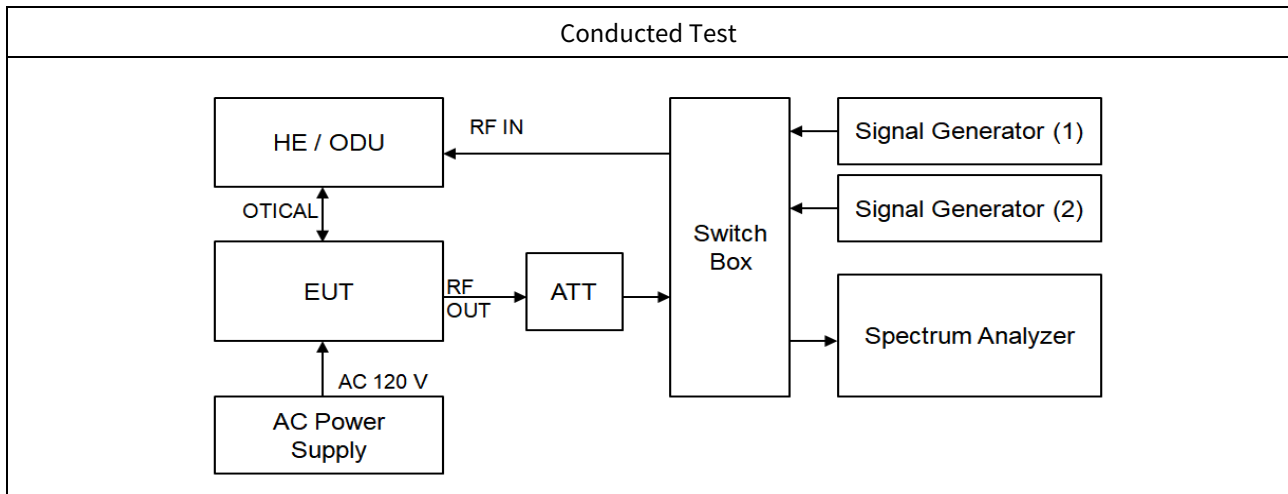 Conducted Test
HE / ODU
RF IN
Signal Generator (1)
OTICAL
Signal Generator (2)
Switch
Box
EUT
RF
OUT
ATT
Spectrum Analyzer
AC 120 V
AC Power
Supply